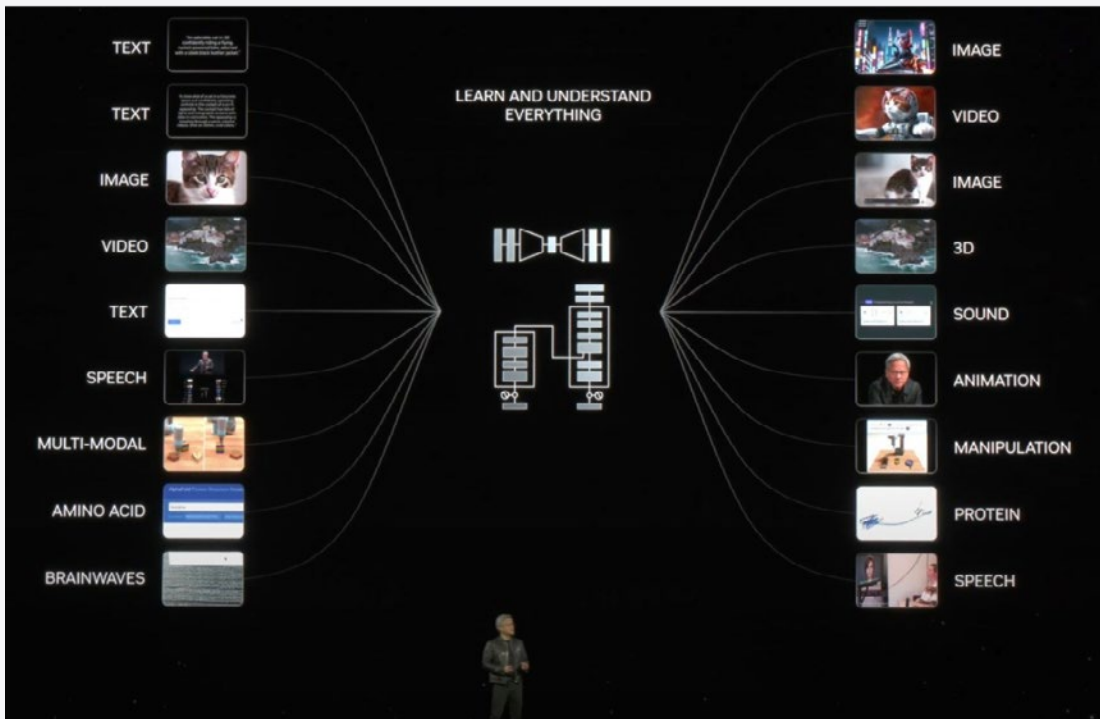 TEXT
TEXT
IMAGE
VIDEO
TEXT
SPEECH
MULTI-MODAL
AMINO ACID
BRAINWAVES
LEARN AND UNDERSTAND
EVERYTHING
IMAGE
VIDEO
IMAGE
3D
SOUND
ANIMATION
MANIPULATION
PROTEIN
SPEECH